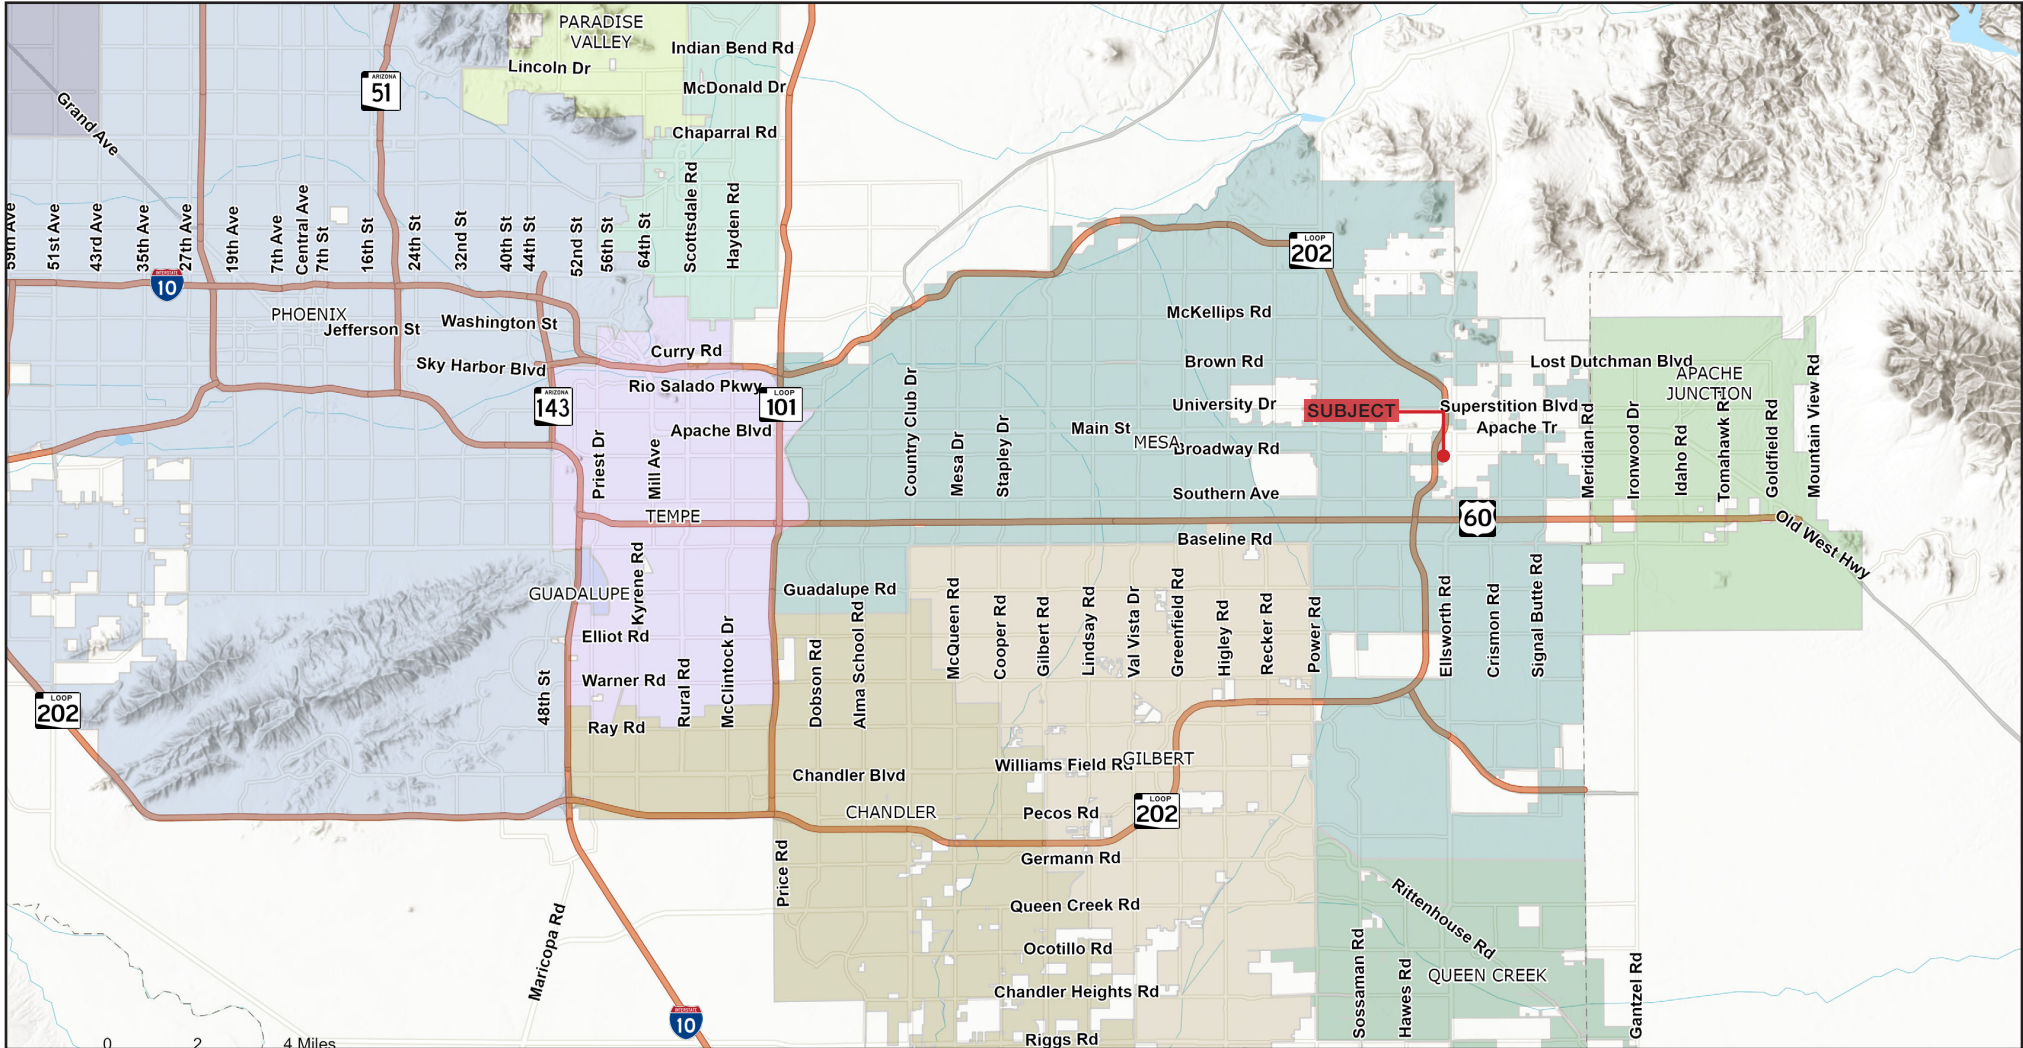 PARADISE
VALLEY
Indian Bend Rd
Lincoln Dr
McDonald Dr
ARIZONA
51
Grand Ave
Chaparral Rd
59th Ave
51st Ave
43rd Ave
35th Ave
27th Ave
19th Ave
7th Ave
Central Ave
7th St
16th St
24th St
32nd St
40th St
44th St
52nd St
56th St
64th St
Scottsdale Rd
Hayden Rd
LOOP
202
INTERSTATE
10
PHOENIX
Jefferson St
Washington St
McKellips Rd
Curry Rd
Sky Harbor Blvd
Brown Rd
Lost Dutchman Blvd
APACHE
JUNCTION
Rio Salado Pkwy
ARIZONA
143
LOOP
101
University Dr
SUBJECT
Superstition Blvd
Apache Tr
Apache Blvd
Main St
MESA
Broadway Rd
Priest Dr
Mill Ave
Country Club Dr
Mesa Dr
Stapley Dr
Meridian Rd
Ironwood Dr
Idaho Rd
Tomahawk Rd
Goldfield Rd
Mountain View Rd
Southern Ave
TEMPE
60
Old West Hwy
Baseline Rd
GUADALUPE
Kyrene Rd
Guadalupe Rd
Elliot Rd
Warner Rd
48th St
Rural Rd
McClintock Dr
Dobson Rd
Alma School Rd
McQueen Rd
Cooper Rd
Gilbert Rd
Lindsay Rd
Val Vista Dr
Greenfield Rd
Higley Rd
Recker Rd
Power Rd
Ellsworth Rd
Crismon Rd
Signal Butte Rd
LOOP
202
Ray Rd
Williams Field Rd
GILBERT
Chandler Blvd
CHANDLER
Pecos Rd
LOOP
202
Germann Rd
Price Rd
Queen Creek Rd
Rittenhouse Rd
Maricopa Rd
Ocotillo Rd
Sossaman Rd
Hawes Rd
QUEEN CREEK
Gantzel Rd
Chandler Heights Rd
INTERSTATE
10
Riggs Rd
0 2 4 Miles